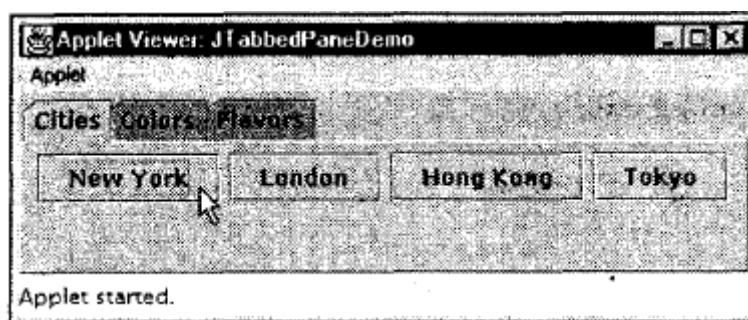 Applet Viewer: JTabbedPaneDemo
Applet
Cities Colors Flavors
New York London Hong Kong Tokyo
Applet started.